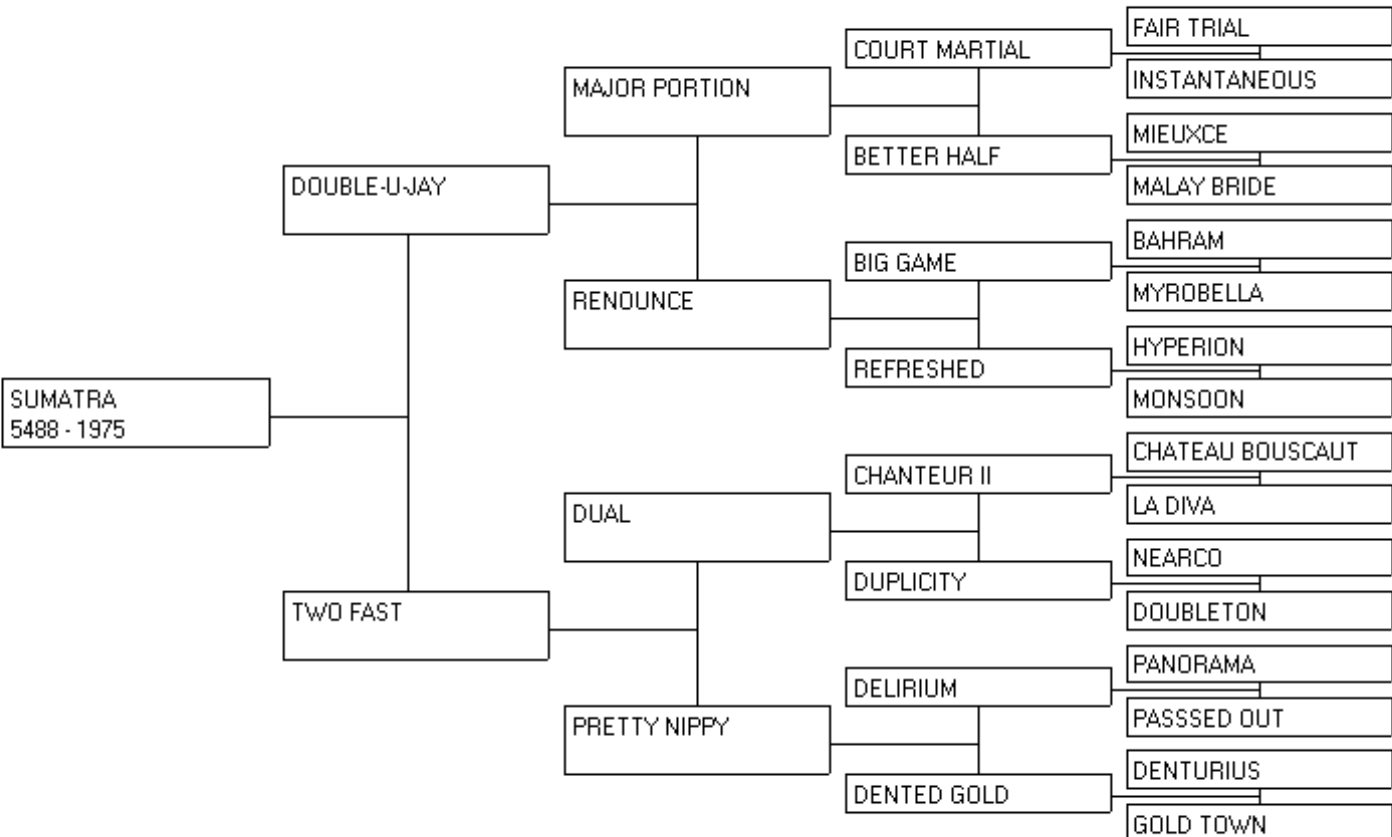 FAIR TRIAL
COURT MARTIAL
INSTANTANEOUS
MAJOR PORTION
MIEUXCE
BETTER HALF
MALAY BRIDE
DOUBLE-U-JAY
BAHRAM
BIG GAME
MYROBELLA
RENOUNCE
HYPERION
REFRESHED
MONSOON
SUMATRA
5488 - 1975
CHATEAU BOUSCAUT
CHANTEUR II
LA DIVA
DUAL
NEARCO
DUPLICITY
DOUBLETON
TWO FAST
PANORAMA
DELIRIUM
PASSSED OUT
PRETTY NIPPY
DENTURIUS
DENTED GOLD
GOLD TOWN